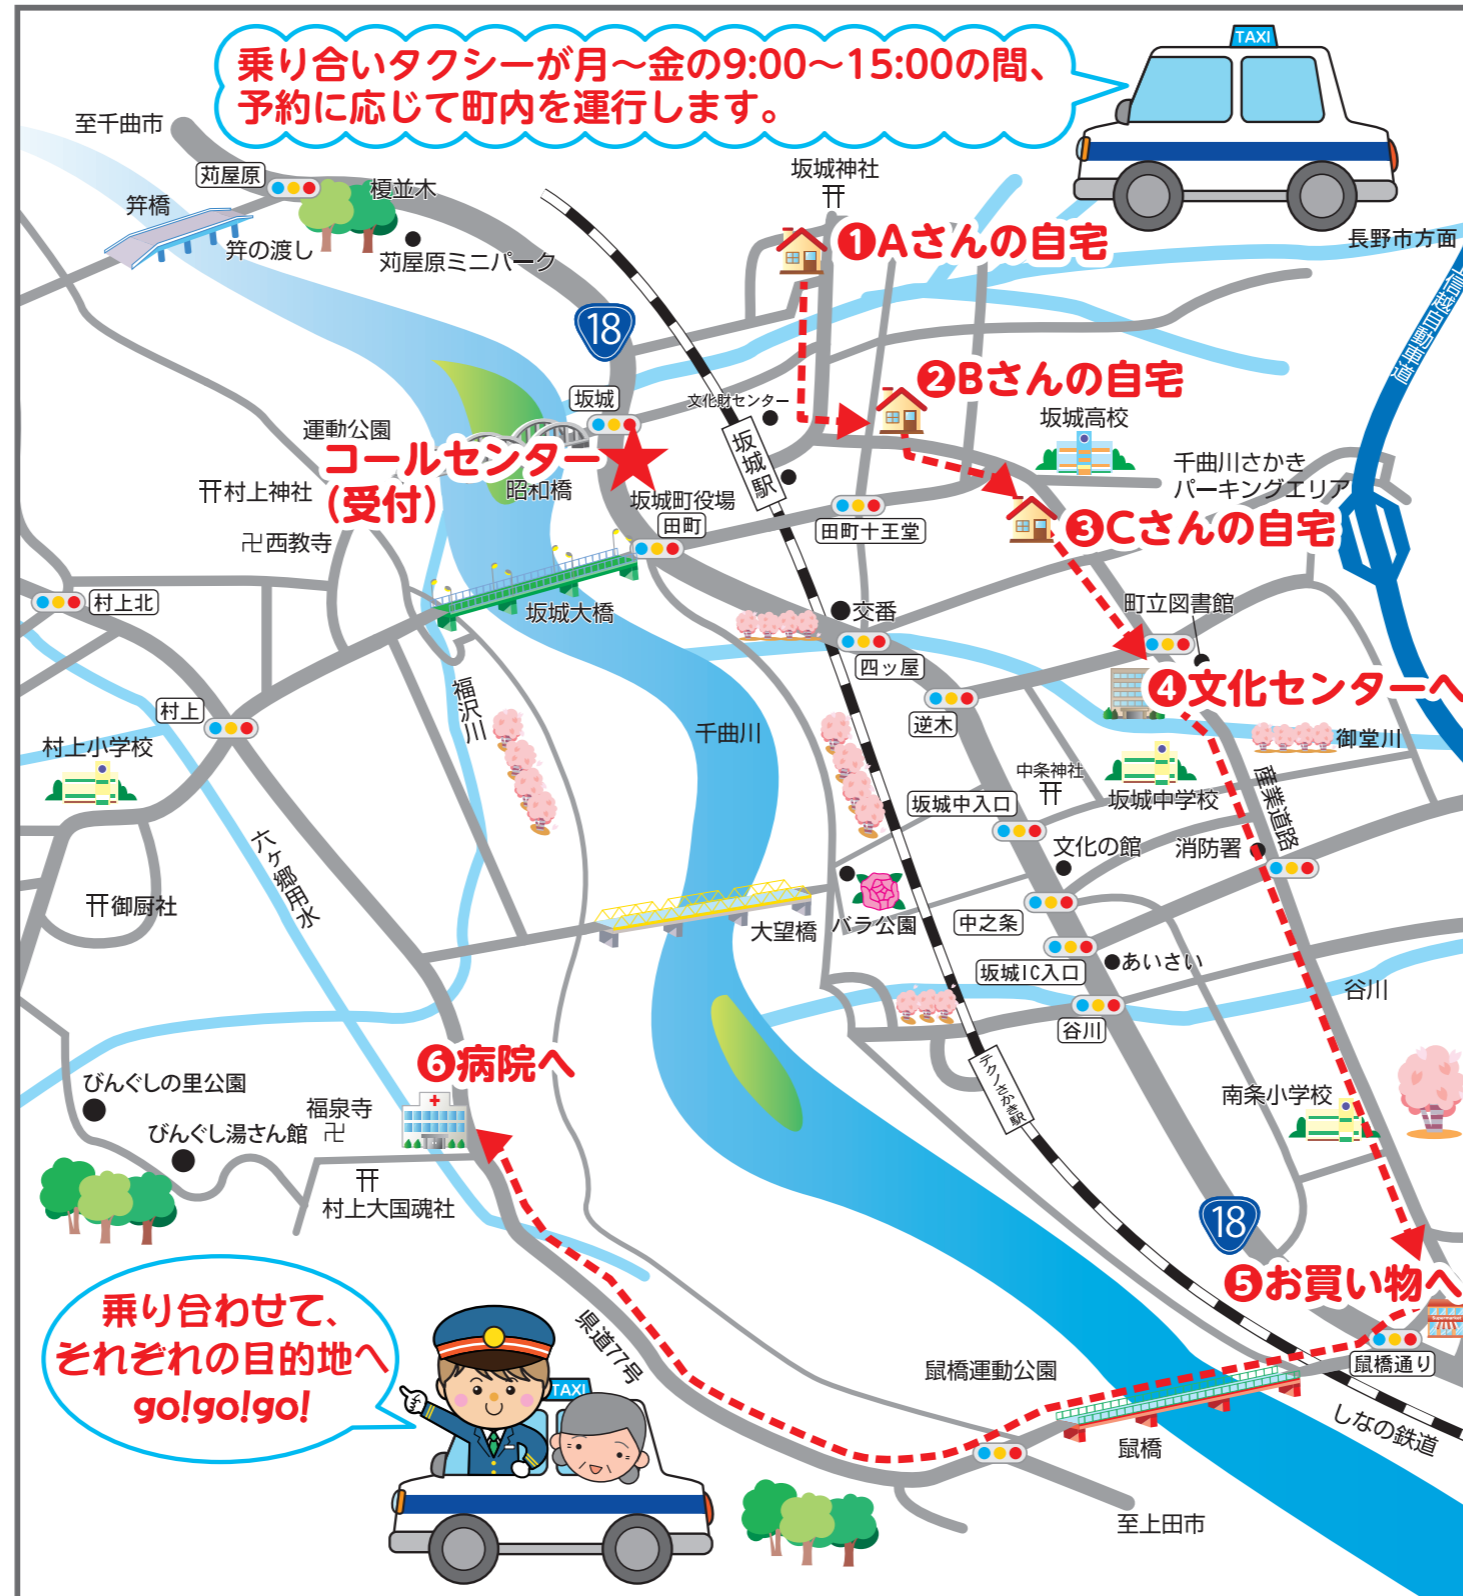 乗り合いタクシーが月～金の9:00～15:00の間、
予約に応じて町内を運行します。
TAXI
至千曲市
苅屋原
榎並木
笄橋
笄の渡し
苅屋原ミニパーク
坂城神社
❶Aさんの自宅
長野市方面
上信越自動車道
18
❷Bさんの自宅
坂城高校
坂城
文化財センター
運動公園
コールセンター
(受付)
昭和橋
坂城駅
千曲川さかき
パーキングエリア
村上神社
坂城町役場
田町
田町十王堂
❸Cさんの自宅
西教寺
村上北
坂城大橋
交番
町立図書館
四ッ屋
❹文化センターへ
福沢川
村上
千曲川
逆木
御堂川
村上小学校
中条神社
坂城中学校
産業道路
坂城中入口
六ヶ郷用水
文化の館
消防署
御厨社
バラ公園
大望橋
中之条
坂城IC入口
あいさい
谷川
谷川
❻病院へ
テクノさかき駅
びんぐしの里公園
福泉寺
南条小学校
びんぐし湯さん館
村上大国魂社
18
❺お買い物へ
Supermarket
乗り合わせて、
それぞれの目的地へ
go!go!go!
県道77号
鼠橋運動公園
鼠橋通り
TAXI
しなの鉄道
鼠橋
至上田市